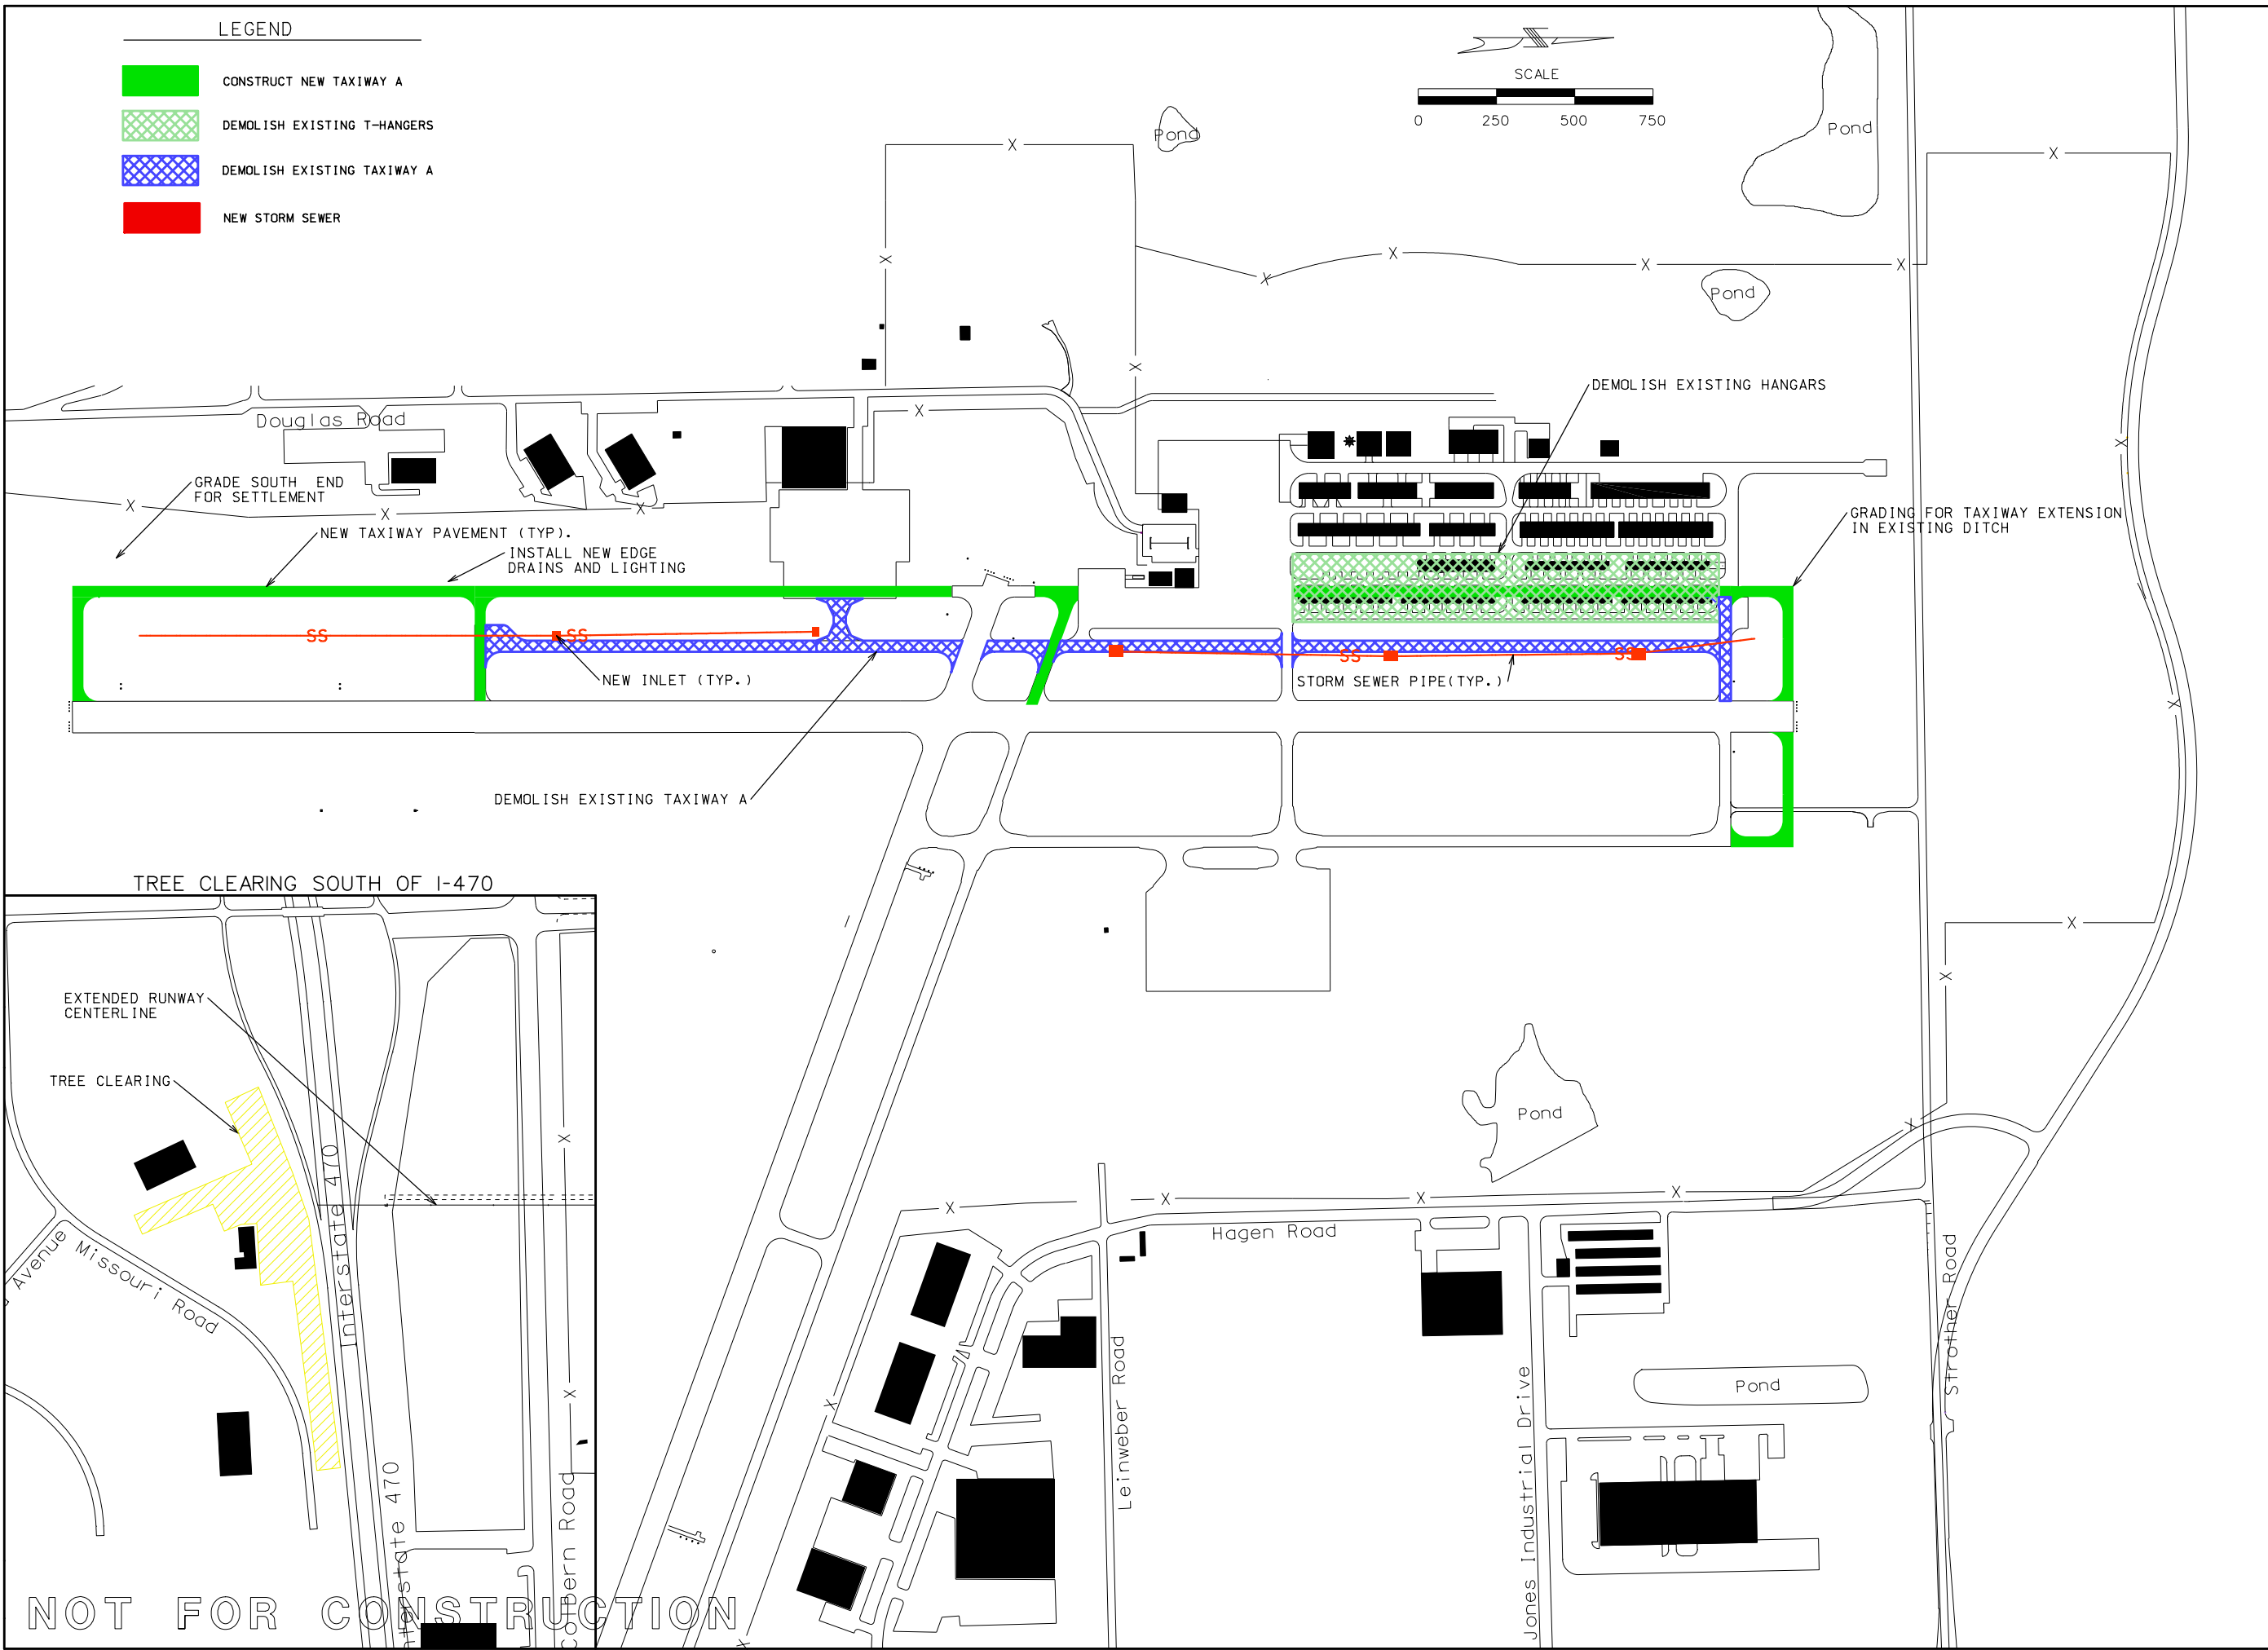 LEGEND
CONSTRUCT NEW TAXIWAY A
DEMOLISH EXISTING T-HANGERS
DEMOLISH EXISTING TAXIWAY A
NEW STORM SEWER
SCALE
0 250 500 750
Pond
Pond
Pond
DEMOLISH EXISTING HANGARS
Douglas Road
GRADE SOUTH END
FOR SETTLEMENT
NEW TAXIWAY PAVEMENT (TYP).
INSTALL NEW EDGE
DRAINS AND LIGHTING
GRADING FOR TAXIWAY EXTENSION
IN EXISTING DITCH
SS
SS
SS
SS
NEW INLET (TYP.)
STORM SEWER PIPE(TYP.)
DEMOLISH EXISTING TAXIWAY A
TREE CLEARING SOUTH OF I-470
EXTENDED RUNWAY
CENTERLINE
TREE CLEARING
Interstate 470
Avenue
Missouri Road
Interstate 470
Colbern Road
Pond
Hagen Road
Leinweber Road
Jones Industrial Drive
Strother Road
Pond
NOT FOR CONSTRUCTION